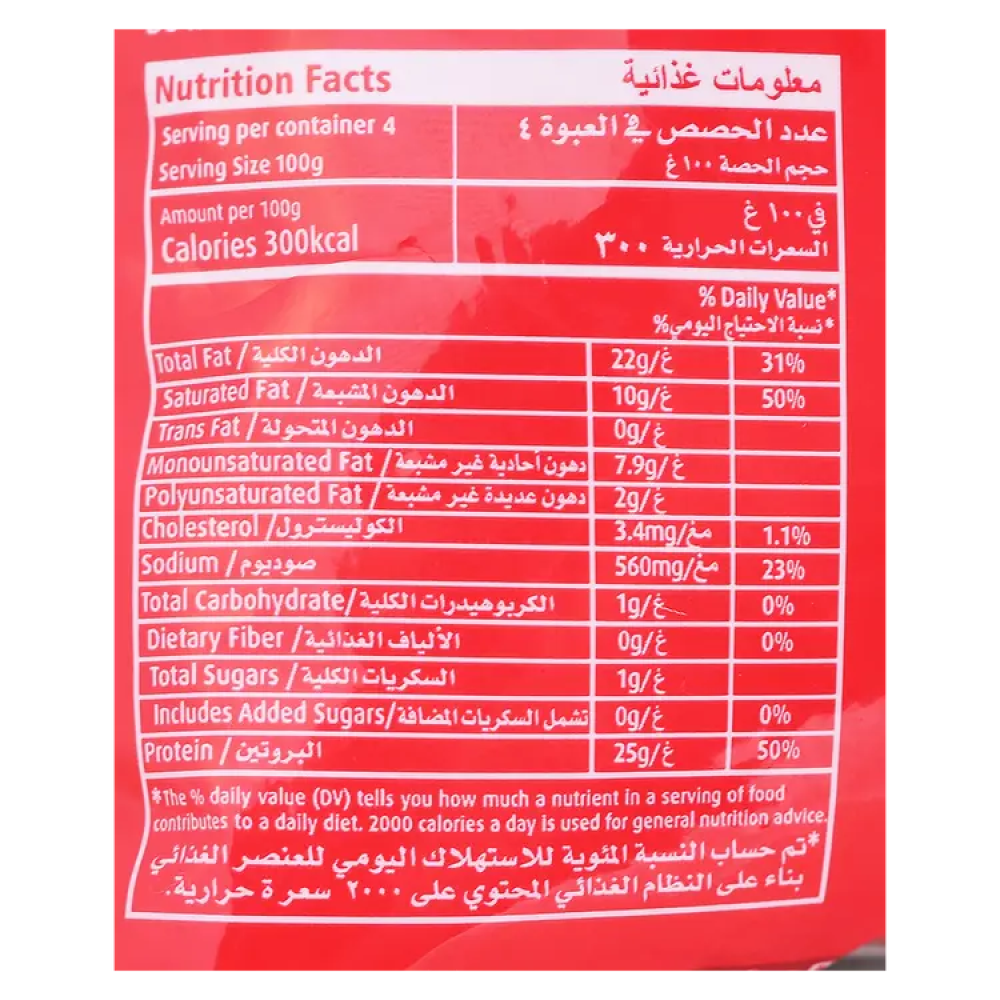 Nutrition Facts معلومات غذائية
Serving per container 4 عدد الحصص في العبوة ٤
Serving Size 100g حجم الحصة ١٠٠غ
Amount per 100g في ١٠٠ غ
Calories 300kcal السعرات الحرارية ٣٠٠
% Daily Value*
*نسبة الاحتياج اليومي%
Total Fat / الدهون الكلية 22g/غ 31%
Saturated Fat / الدهون المشبعة 10g/غ 50%
Trans Fat / الدهون المتحولة 0g/غ
Monounsaturated Fat / دهون أحادية غير مشبعة 7.9g/غ
Polyunsaturated Fat / دهون عديدة غير مشبعة 2g/غ
Cholesterol / الكوليسترول 3.4mg/مغ 1.1%
Sodium / صوديوم 560mg/مغ 23%
Total Carbohydrate/ الكربوهيدرات الكلية 1g/غ 0%
Dietary Fiber / الألياف الغذائية 0g/غ 0%
Total Sugars / السكريات الكلية 1g/غ
Includes Added Sugars/ تشمل السكريات المضافة 0g/غ 0%
Protein / البروتين 25g/غ 50%
*The % daily value (DV) tells you how much a nutrient in a serving of food
contributes to a daily diet. 2000 calories a day is used for general nutrition advice.
*تم حساب النسبة المئوية للاستهلاك اليومي للعنصر الغذائي
بناء على النظام الغذائي المحتوي على ٢٠٠٠ سعرة حرارية.